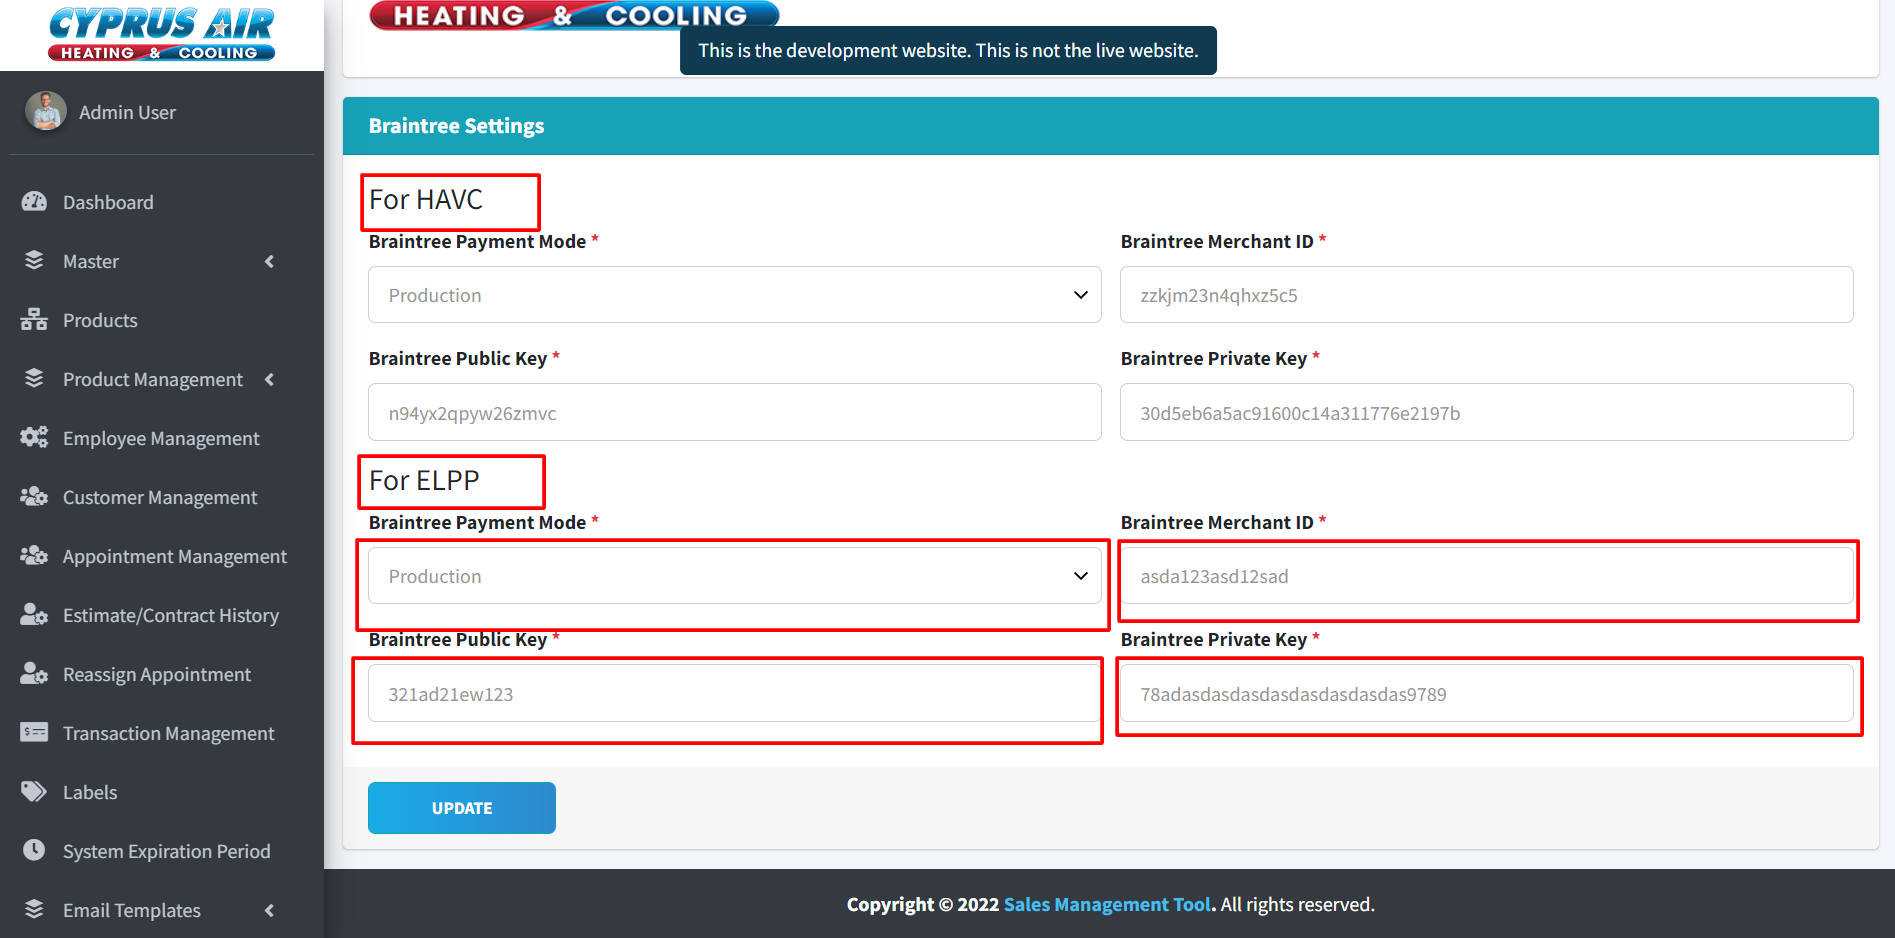 CYPRUS AIR
HEATING & COOLING
HEATING & COOLING
This is the development website. This is not the live website.
Admin User
Dashboard
Master
Products
Product Management
Employee Management
Customer Management
Appointment Management
Estimate/Contract History
Reassign Appointment
Transaction Management
Labels
System Expiration Period
Email Templates
Braintree Settings
For HAVC
Braintree Payment Mode *
Braintree Merchant ID *
Production
zzkjm23n4qhxz5c5
Braintree Public Key *
Braintree Private Key *
n94yx2qpyw26zmvc
30d5eb6a5ac91600c14a311776e2197b
For ELPP
Braintree Payment Mode *
Braintree Merchant ID *
Production
asda123asd12sad
Braintree Public Key *
Braintree Private Key *
321ad21ew123
78adasdasdasdasdasdasdasdas9789
UPDATE
Copyright © 2022 Sales Management Tool. All rights reserved.